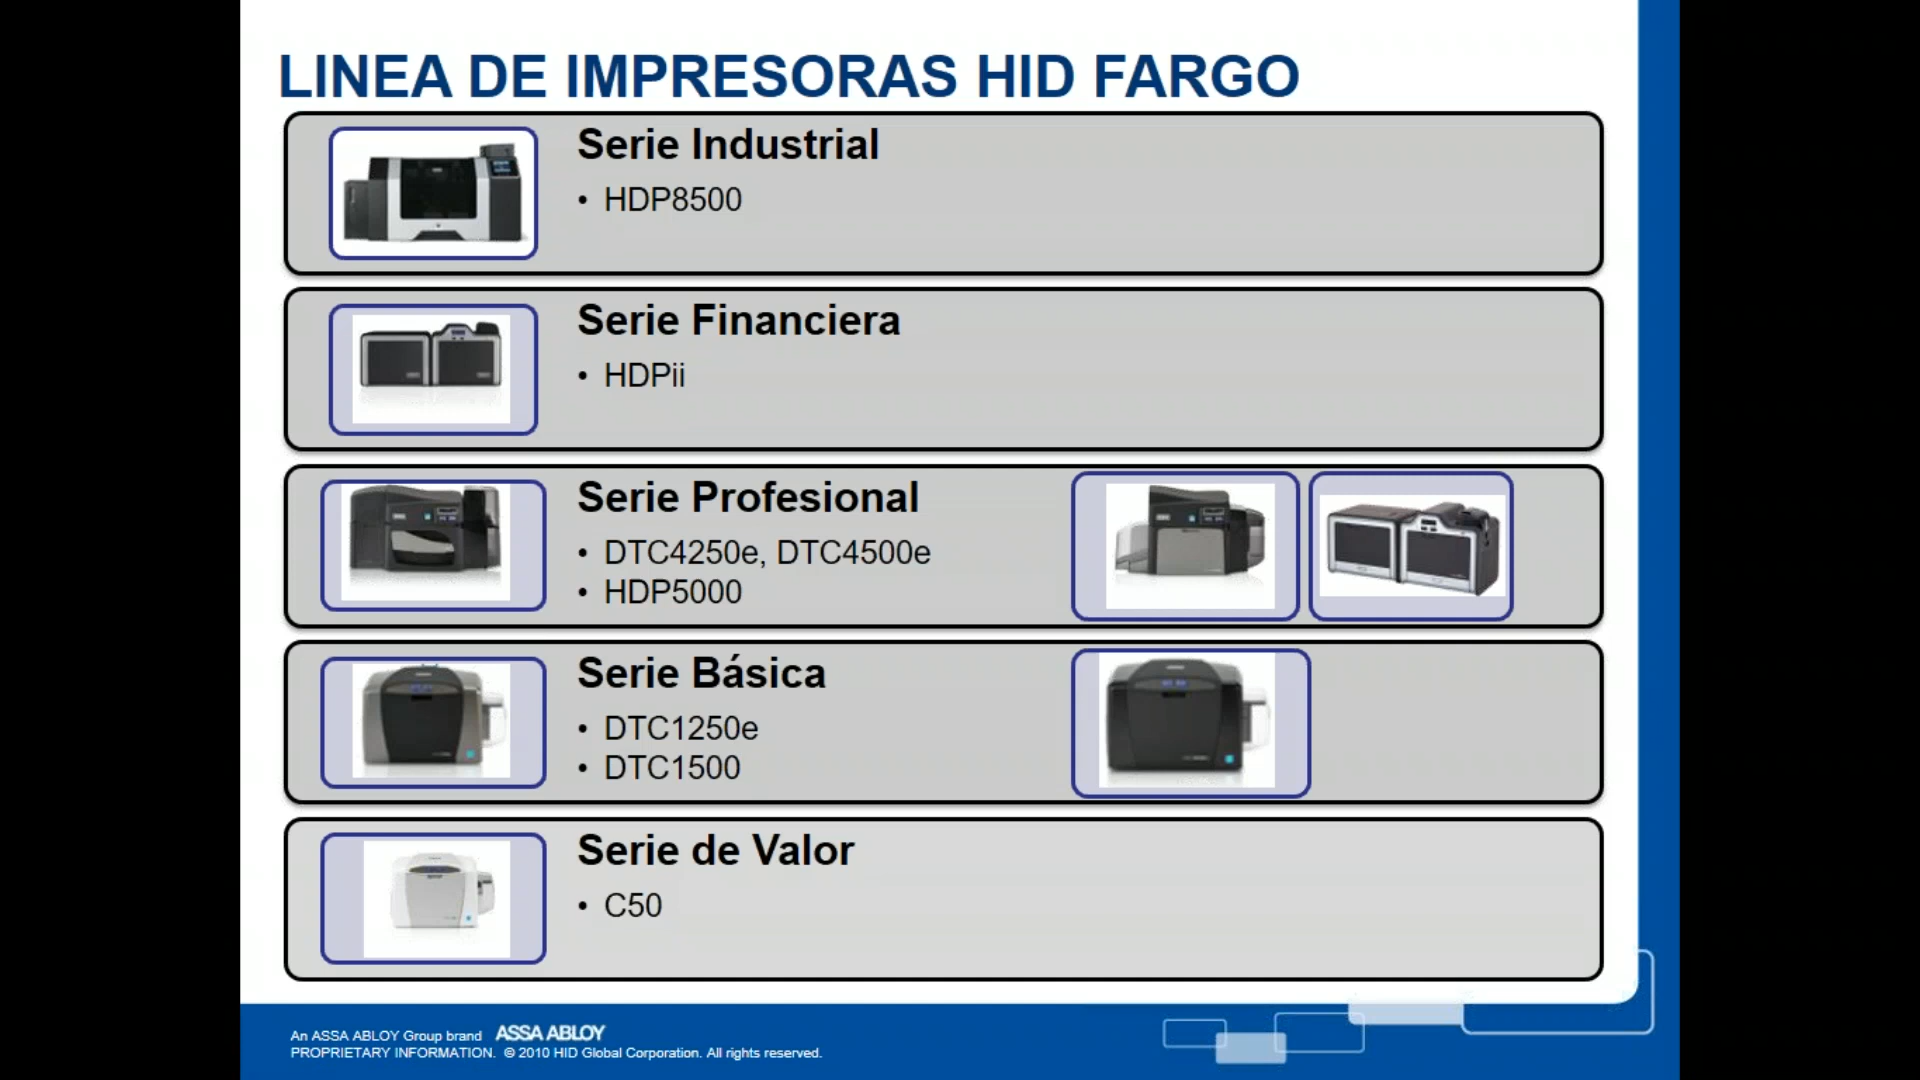 LINEA DE IMPRESORAS HID FARGO
Serie Industrial
• HDP8500
Serie Financiera
• HDPii
Serie Profesional
• DTC4250e, DTC4500e
• HDP5000
Serie Básica
• DTC1250e
• DTC1500
Serie de Valor
• C50
An ASSA ABLOY Group brand ASSA ABLOY
PROPRIETARY INFORMATION. © 2010 HID Global Corporation. All rights reserved.